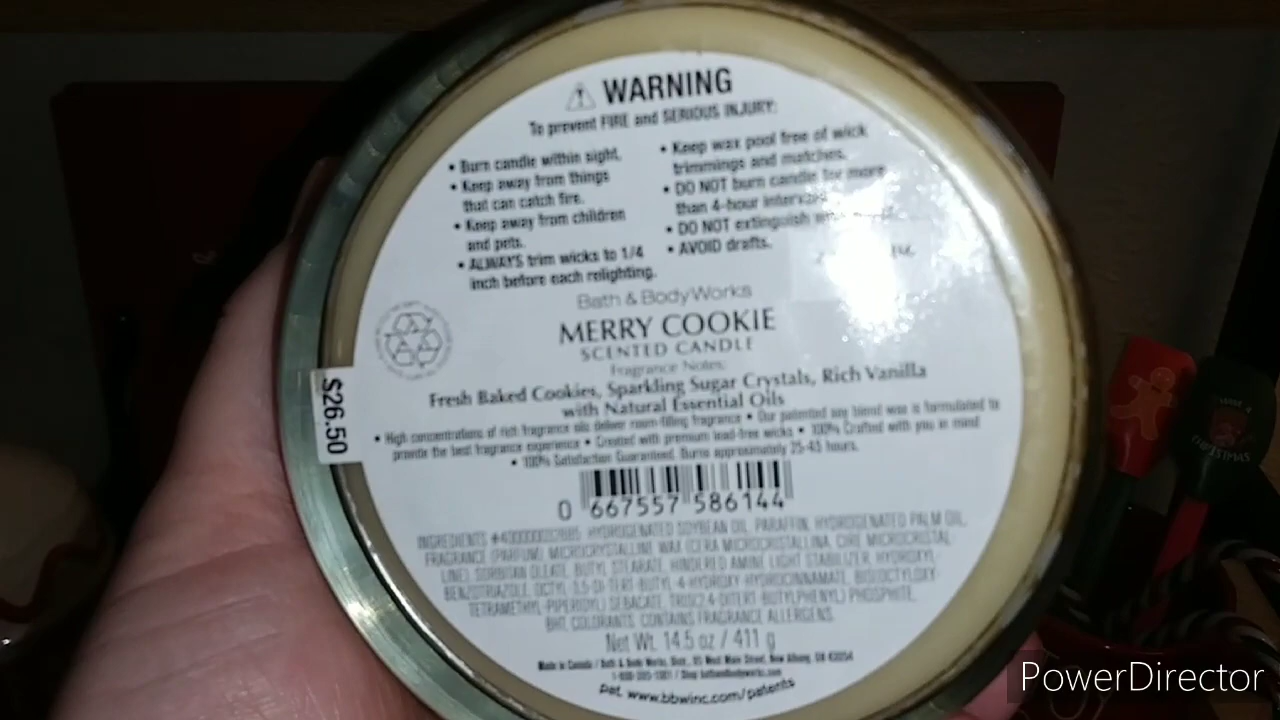 WARNING
To prevent FIRE and SERIOUS INJURY:
• Burn candle within sight.
• Keep away from things
that can catch fire.
• Keep away from children
and pets.
• ALWAYS trim wicks to 1/4
inch before each relighting.
• Keep wax pool free of wick
trimmings and matches.
• DO NOT burn candle for more
than 4-hour intervals
• DO NOT extinguish
• AVOID drafts.
Bath & Body Works
MERRY COOKIE
SCENTED CANDLE
Fragrance Notes:
Fresh Baked Cookies, Sparkling Sugar Crystals, Rich Vanilla
with Natural Essential Oils
• High concentrations of rich fragrance oils deliver room-filling fragrance • Our patented soy blend wax is formulated to
provide the best fragrance experience • Created with premium lead-free wicks • 100% Crafted with you in mind
• 100% Satisfaction Guaranteed. Burns approximately 25-45 hours.
$26.50
0 667557 586144
HYDROGENATED SOYBEAN OIL, PARAFFIN, HYDROGENATED PALM OIL,
FRAGRANCE (PARFUM) MICROCRYSTALLINE WAX (CERA MICROCRISTALLINA, CIRE MICROCRISTAL-
LINE), SORBITAN OLEATE, BUTYL STEARATE, HINDERED AMINE LIGHT STABILIZER, HYDROXYL-
BENZOTRIAZOLE, OCTYL 3,5-DI-TERT-BUTYL-4-HYDROXY-HYDROCINNAMATE, BIS(OCTYLOXY-
TETRAMETHYL-PIPERIDYL) SEBACATE, TRIS(2,4-DITERT-BUTYLPHENYL) PHOSPHITE,
BHT, COLORANTS. CONTAINS FRAGRANCE ALLERGENS.
Net Wt. 14.5 oz / 411 g
Made in Canada / Bath & Body Works, Distr., 95 West Main Street, New Albany, OH 43054
Shop bathandbodyworks.com
pat. www.bbwinc.com/patents
CHRISTMAS
PowerDirector